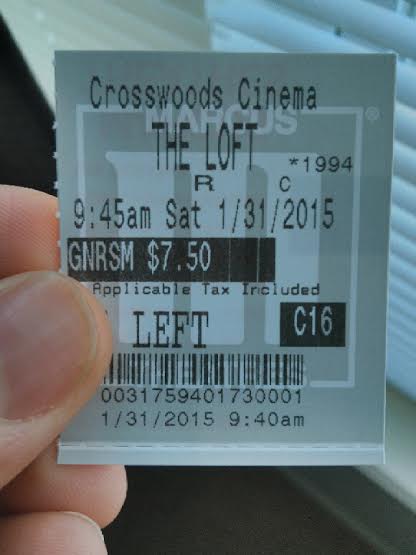 Crosswoods Cinema
MARCUS®
THE LOFT
*1994
R C
9:45am Sat 1/31/2015
GNRSM $7.50
Applicable Tax Included
LEFT C16
0031759401730001
1/31/2015 9:40am